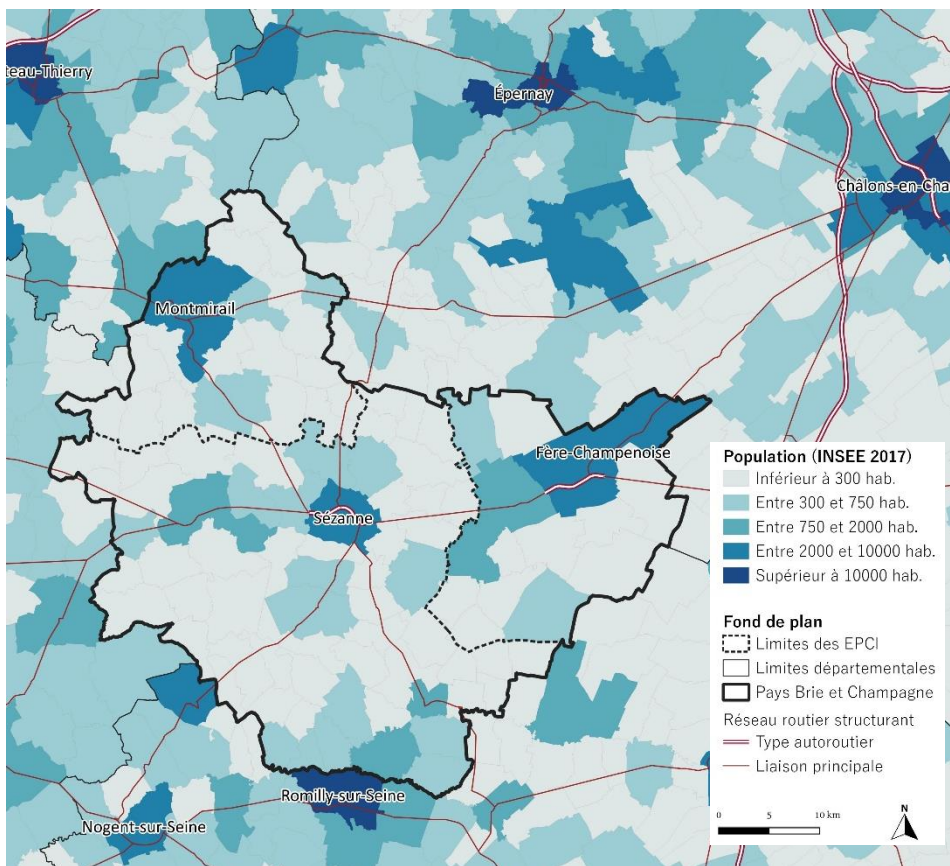 teau-Thierry
Épernay
Châlons-en-Cha
Montmirail
Fère-Champenoise
Sézanne
Romilly-sur-Seine
Nogent-sur-Seine
Population (INSEE 2017)
Inférieur à 300 hab.
Entre 300 et 750 hab.
Entre 750 et 2000 hab.
Entre 2000 et 10000 hab.
Supérieur à 10000 hab.
Fond de plan
Limites des EPCI
Limites départementales
Pays Brie et Champagne
Réseau routier structurant
Type autoroutier
Liaison principale
0 5 10 km
N